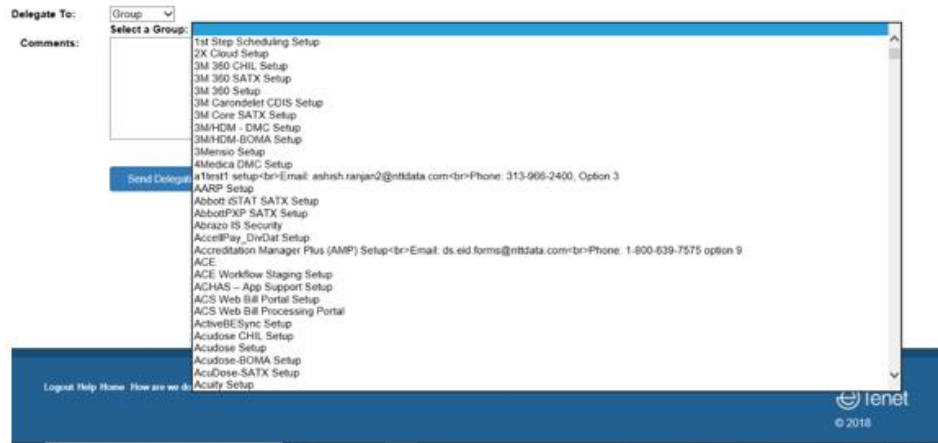 Delegate To: Group
Select a Group:
Comments:
1st Step Scheduling Setup
2X Cloud Setup
3M 360 CHIL Setup
3M 360 SATX Setup
3M 360 Setup
3M Carondelet CDIS Setup
3M Core SATX Setup
3M/HDM - DMC Setup
3M/HDM-BOMA Setup
3Mensio Setup
4Medica DMC Setup
a1test1 setup<br>Email: ashish.ranjan2@nttdata.com<br>Phone: 313-966-2400, Option 3
AARP Setup
Abbott iSTAT SATX Setup
AbbottPXP SATX Setup
Abrazo IS Security
AccellPay_DivDat Setup
Accreditation Manager Plus (AMP) Setup<br>Email: ds.eid.forms@nttdata.com<br>Phone: 1-800-639-7575 option 9
ACE
ACE Workflow Staging Setup
ACHAS – App Support Setup
ACS Web Bill Portal Setup
ACS Web Bill Processing Portal
ActiveBESync Setup
Acudose CHIL Setup
Acudose Setup
Acudose-BOMA Setup
AcuDose-SATX Setup
Acuity Setup
Send Delegat
Logout Help Home How are we do
eTenet
© 2018